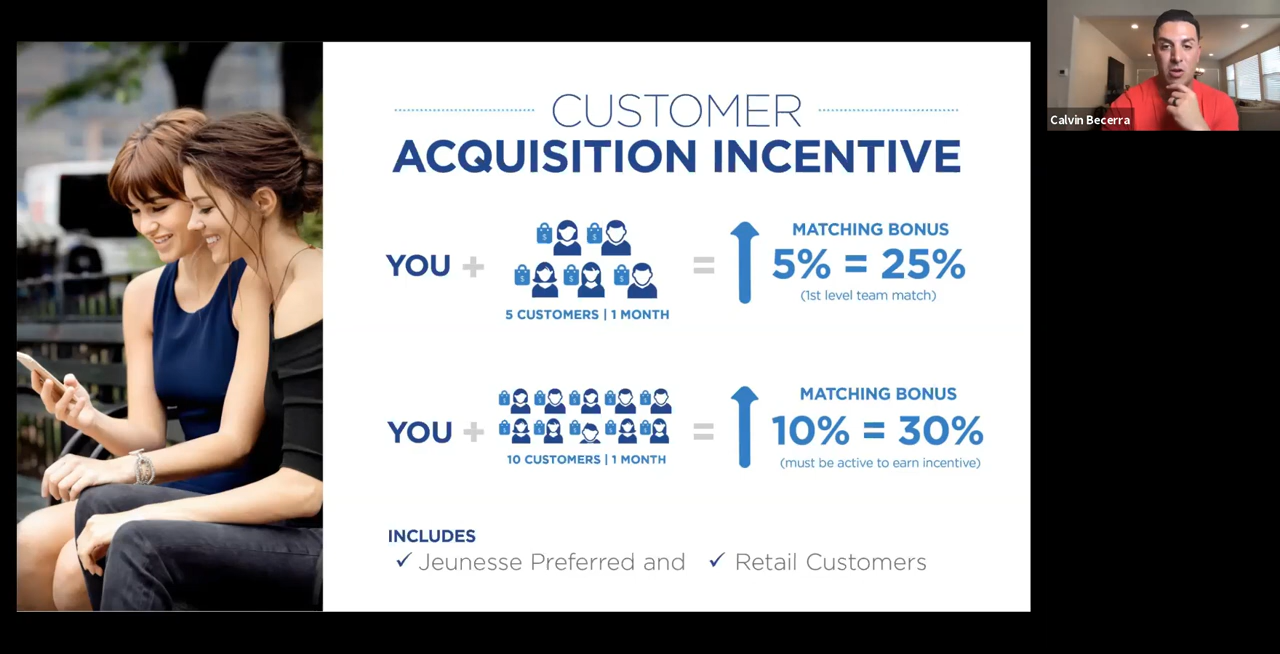 CUSTOMER
ACQUISITION INCENTIVE
YOU + 5 CUSTOMERS | 1 MONTH =
MATCHING BONUS
5% = 25%
(1st level team match)
YOU + 10 CUSTOMERS | 1 MONTH =
MATCHING BONUS
10% = 30%
(must be active to earn incentive)
INCLUDES
✓ Jeunesse Preferred and ✓ Retail Customers
Calvin Becerra